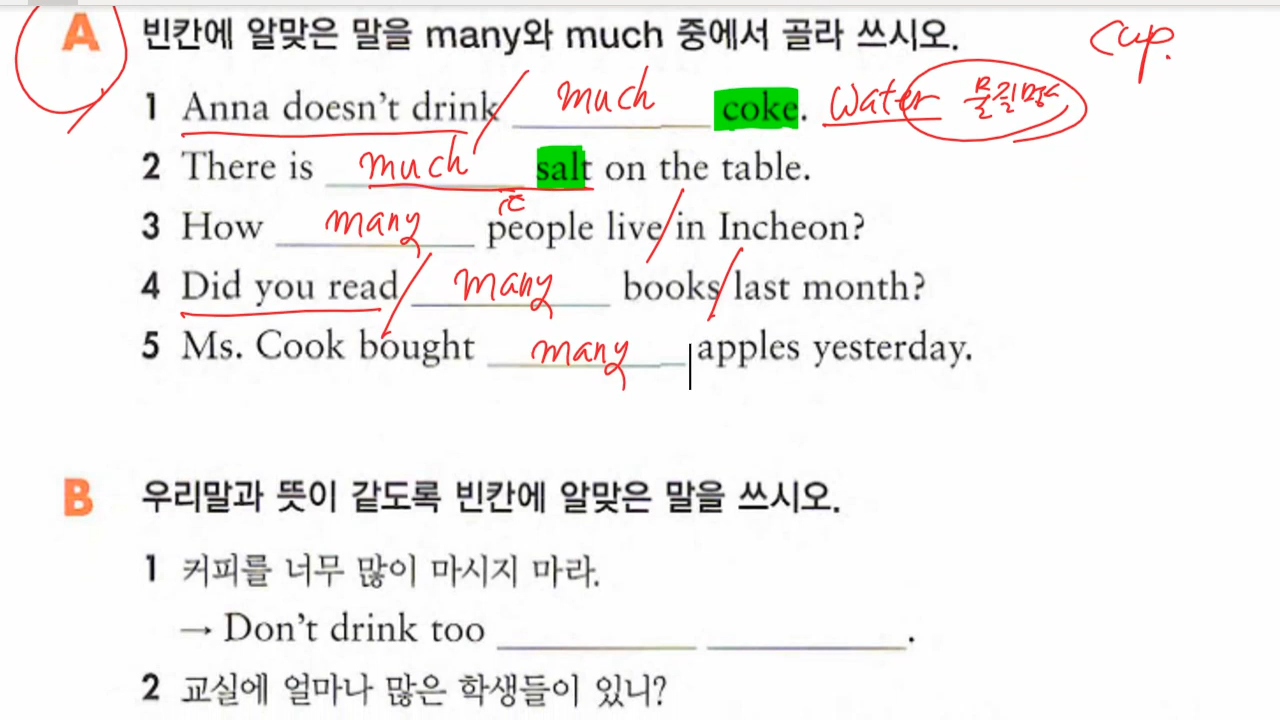 A 빈칸에 알맞은 말을 many와 much 중에서 골라 쓰시오. cup.
1 Anna doesn't drink much coke. water 물질명
2 There is much salt on the table.
3 How many people live in Incheon?
4 Did you read many books last month?
5 Ms. Cook bought many apples yesterday.
B 우리말과 뜻이 같도록 빈칸에 알맞은 말을 쓰시오.
1 커피를 너무 많이 마시지 마라.
→ Don't drink too .
2 교실에 얼마나 많은 학생들이 있니?